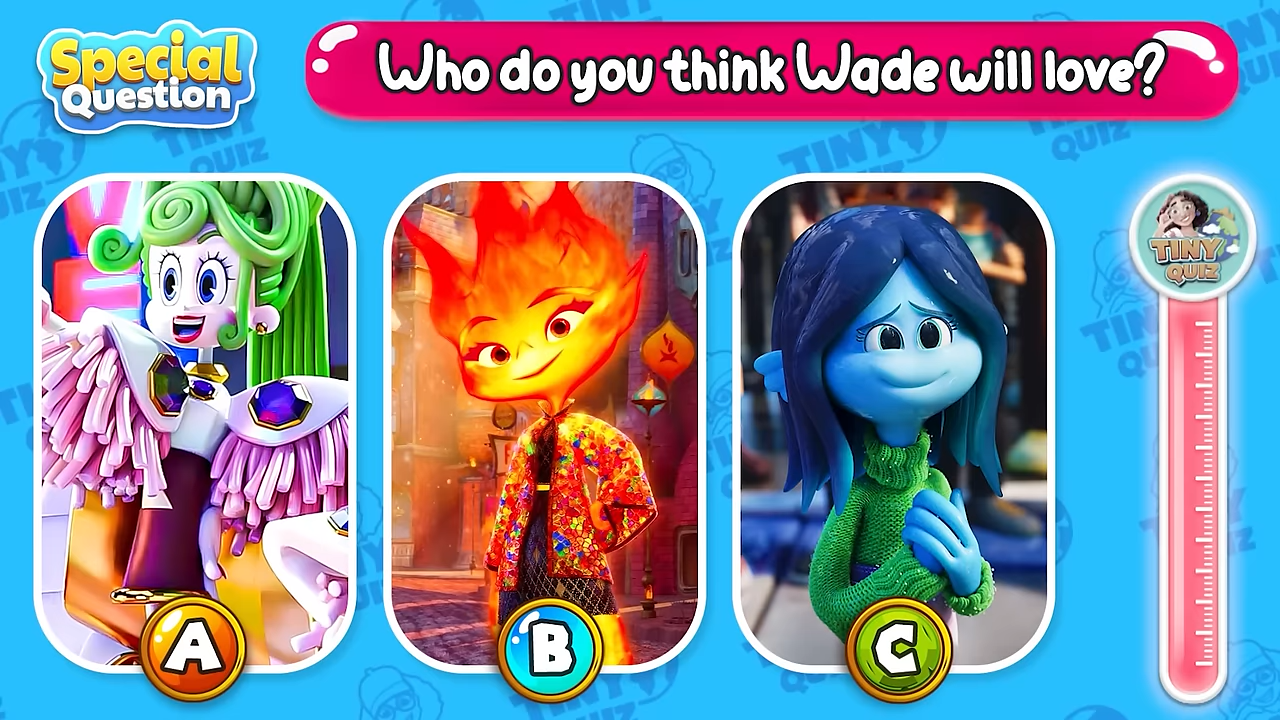 Special
Question
Who do you think Wade will love?
TINY
QUIZ
A
B
C